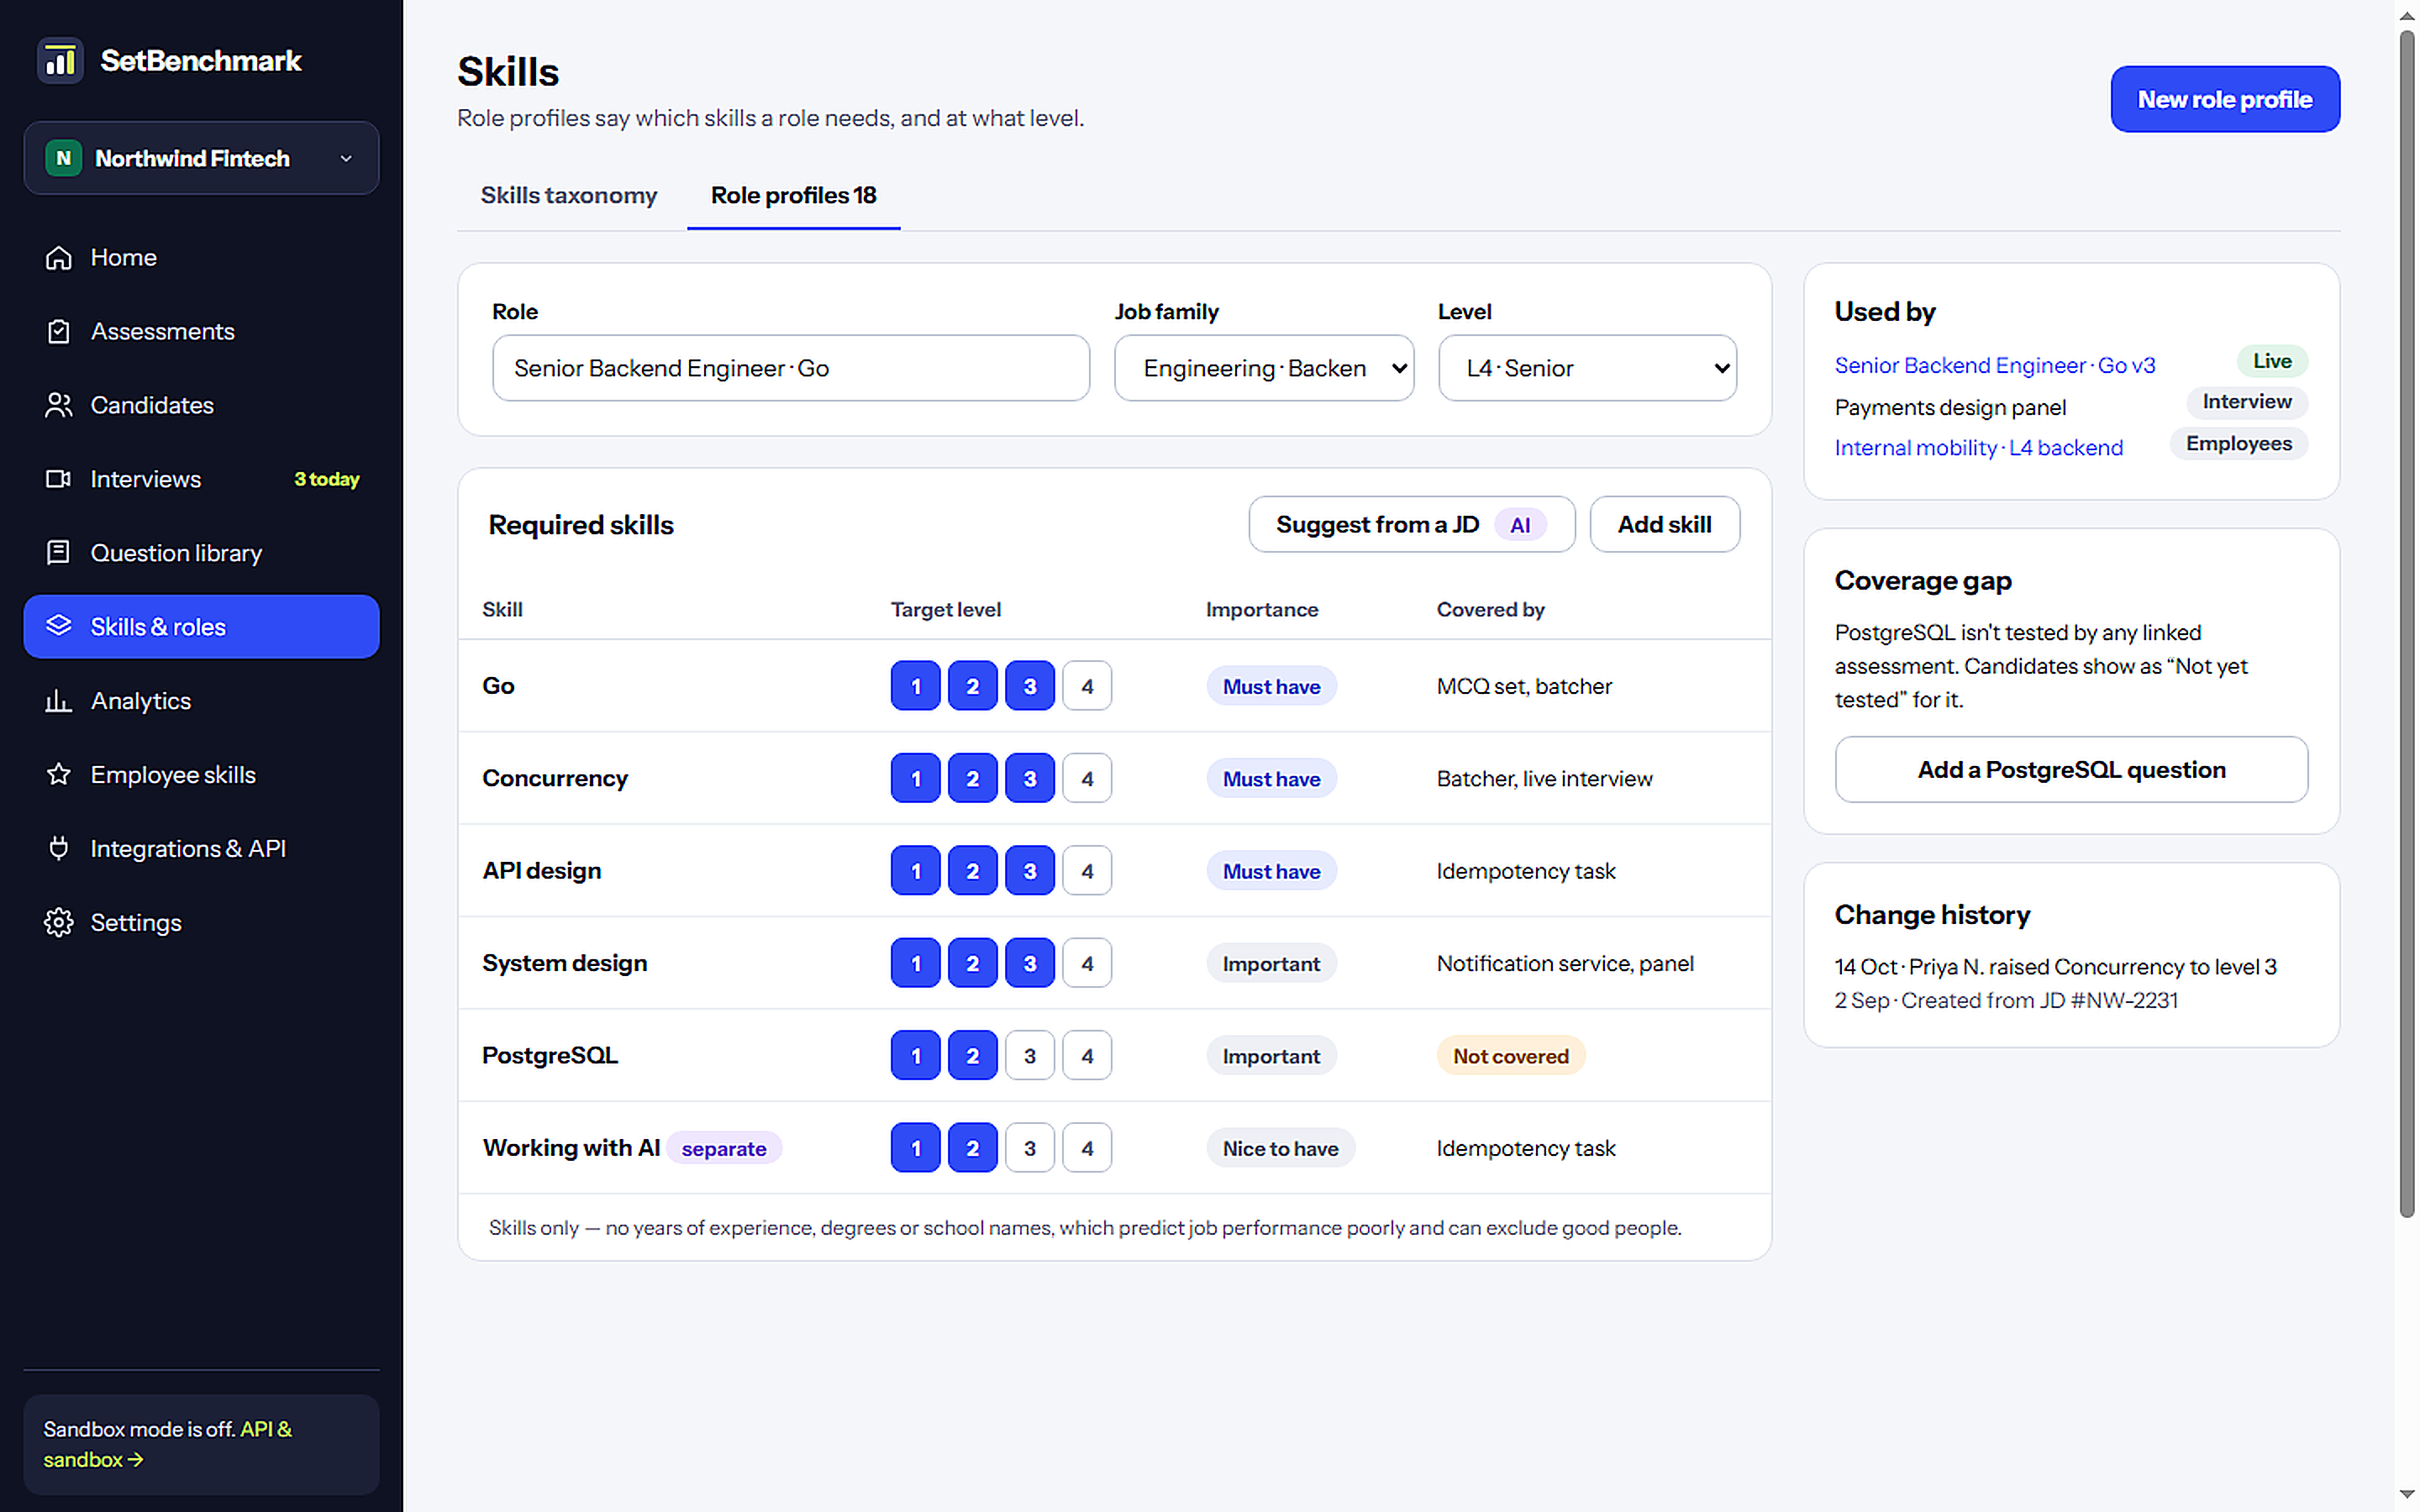 SetBenchmark
N Northwind Fintech
Home
Assessments
Candidates
Interviews 3 today
Question library
Skills & roles
Analytics
Employee skills
Integrations & API
Settings
Sandbox mode is off. API &
sandbox →
Skills
Role profiles say which skills a role needs, and at what level.
New role profile
Skills taxonomy Role profiles 18
Role Job family Level
Senior Backend Engineer · Go Engineering · Backen L4 · Senior
Required skills Suggest from a JD AI Add skill
Skill Target level Importance Covered by
Go 1 2 3 4 Must have MCQ set, batcher
Concurrency 1 2 3 4 Must have Batcher, live interview
API design 1 2 3 4 Must have Idempotency task
System design 1 2 3 4 Important Notification service, panel
PostgreSQL 1 2 3 4 Important Not covered
Working with AI separate 1 2 3 4 Nice to have Idempotency task
Skills only — no years of experience, degrees or school names, which predict job performance poorly and can exclude good people.
Used by
Senior Backend Engineer · Go v3 Live
Payments design panel Interview
Internal mobility · L4 backend Employees
Coverage gap
PostgreSQL isn't tested by any linked
assessment. Candidates show as “Not yet
tested” for it.
Add a PostgreSQL question
Change history
14 Oct · Priya N. raised Concurrency to level 3
2 Sep · Created from JD #NW-2231